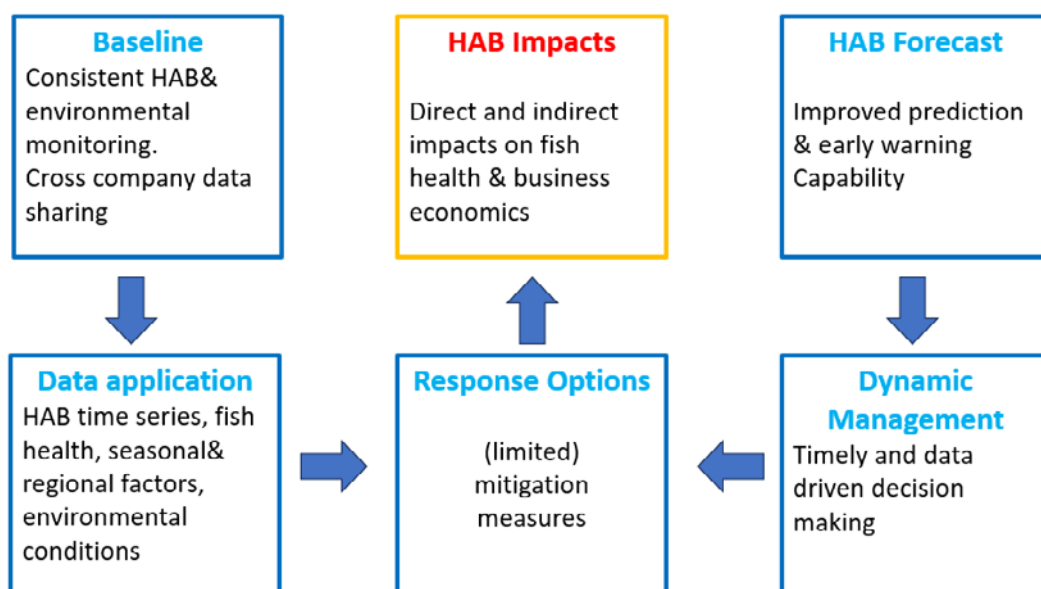 Baseline
Consistent HAB&
environmental
monitoring.
Cross company data
sharing
HAB Impacts
Direct and indirect
impacts on fish
health & business
economics
HAB Forecast
Improved prediction
& early warning
Capability
Data application
HAB time series, fish
health, seasonal&
regional factors,
environmental
conditions
Response Options
(limited)
mitigation
measures
Dynamic
Management
Timely and data
driven decision
making